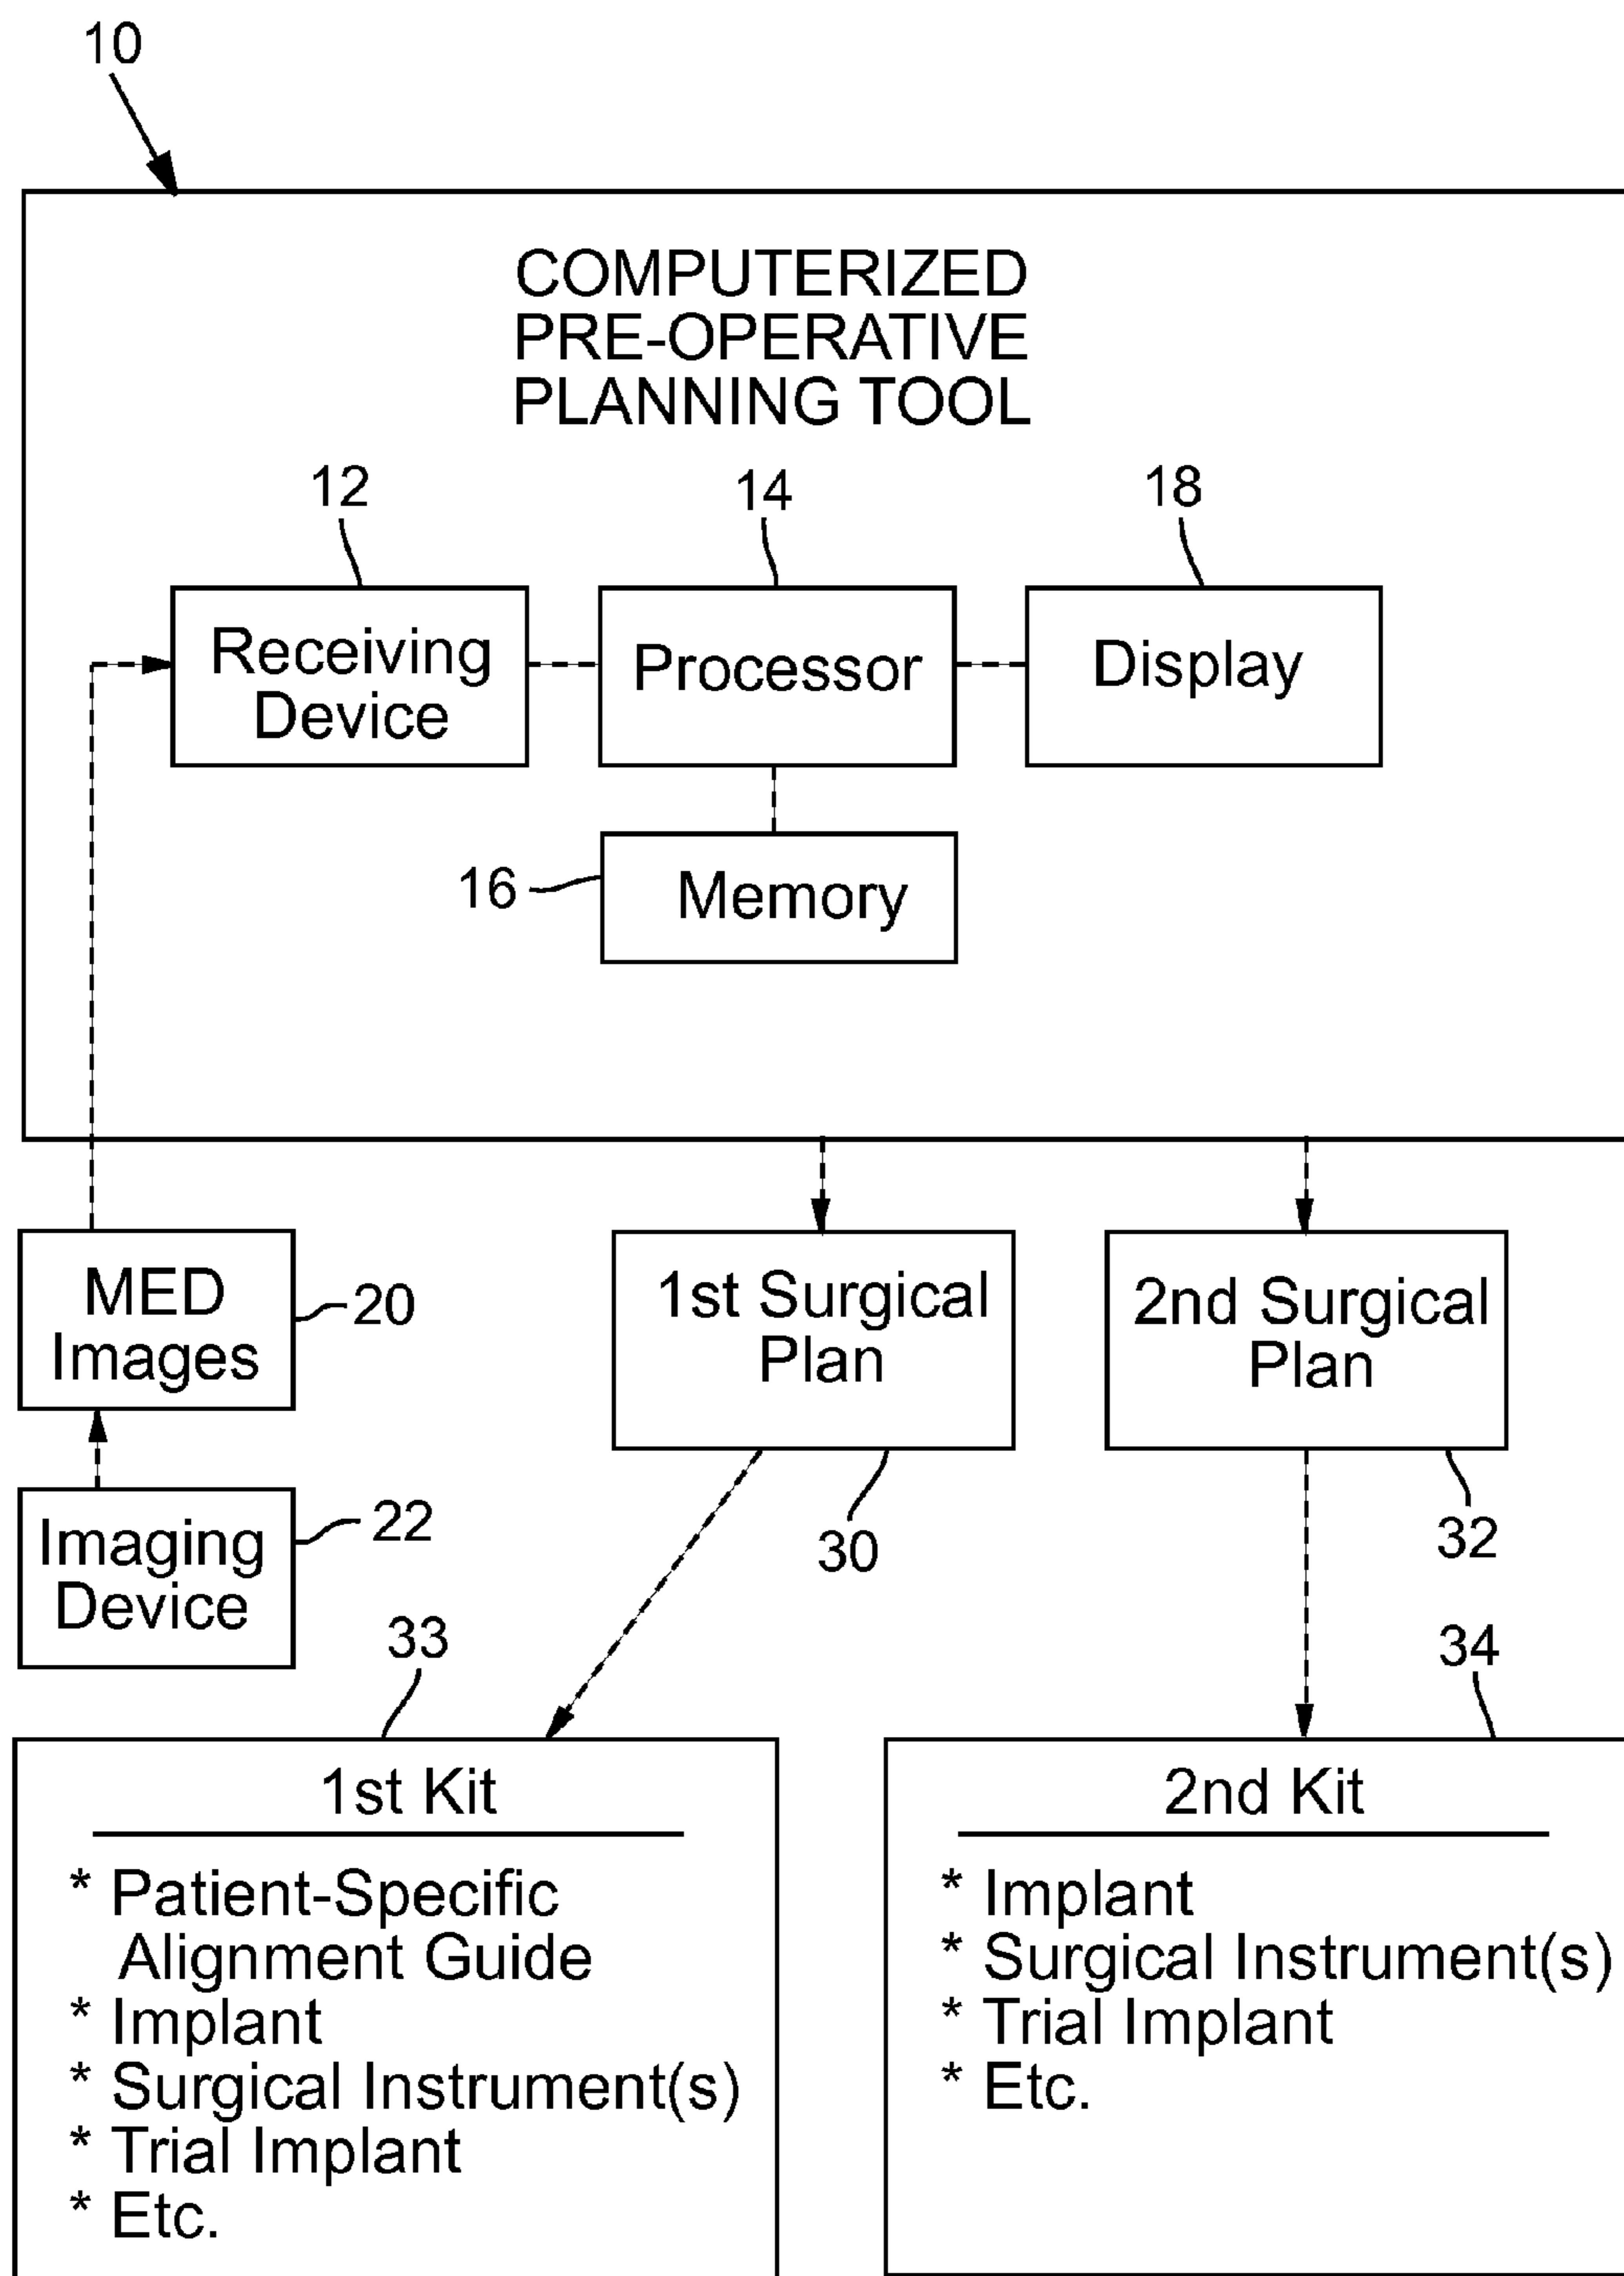 10
COMPUTERIZED
PRE-OPERATIVE
PLANNING TOOL
12
14
18
Receiving
Device
Processor
Display
16
Memory
MED
Images
20
1st Surgical
Plan
2nd Surgical
Plan
Imaging
Device
22
30
32
33
34
1st Kit
* Patient-Specific
Alignment Guide
* Implant
* Surgical Instrument(s)
* Trial Implant
* Etc.
2nd Kit
* Implant
* Surgical Instrument(s)
* Trial Implant
* Etc.